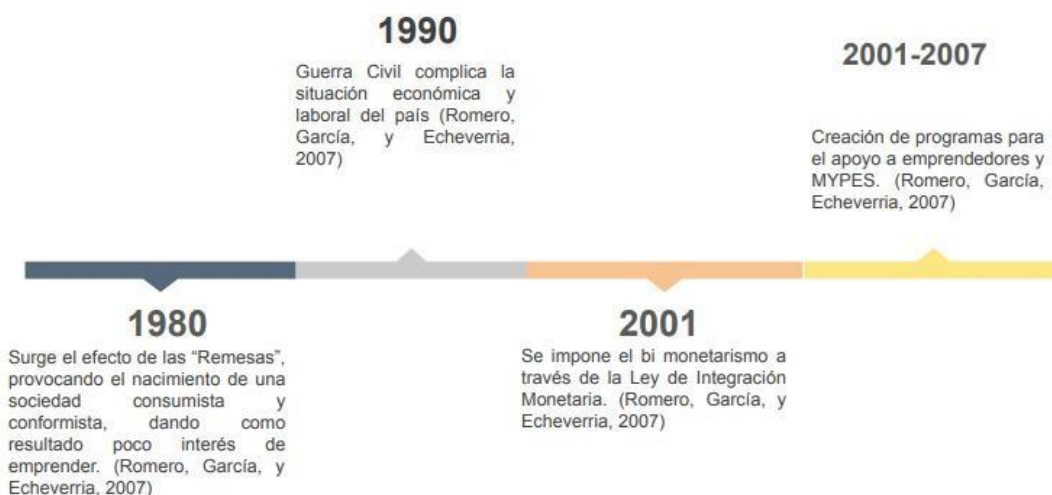 1990
Guerra Civil complica la
situación económica y
laboral del país (Romero,
García, y Echeverria,
2007)
2001-2007
Creación de programas para
el apoyo a emprendedores y
MYPES. (Romero, García,
Echeverria, 2007)
1980
Surge el efecto de las “Remesas”,
provocando el nacimiento de una
sociedad consumista y
conformista, dando como
resultado poco interés de
emprender. (Romero, García, y
Echeverria, 2007)
2001
Se impone el bi monetarismo a
través de la Ley de Integración
Monetaria. (Romero, García, y
Echeverria, 2007)